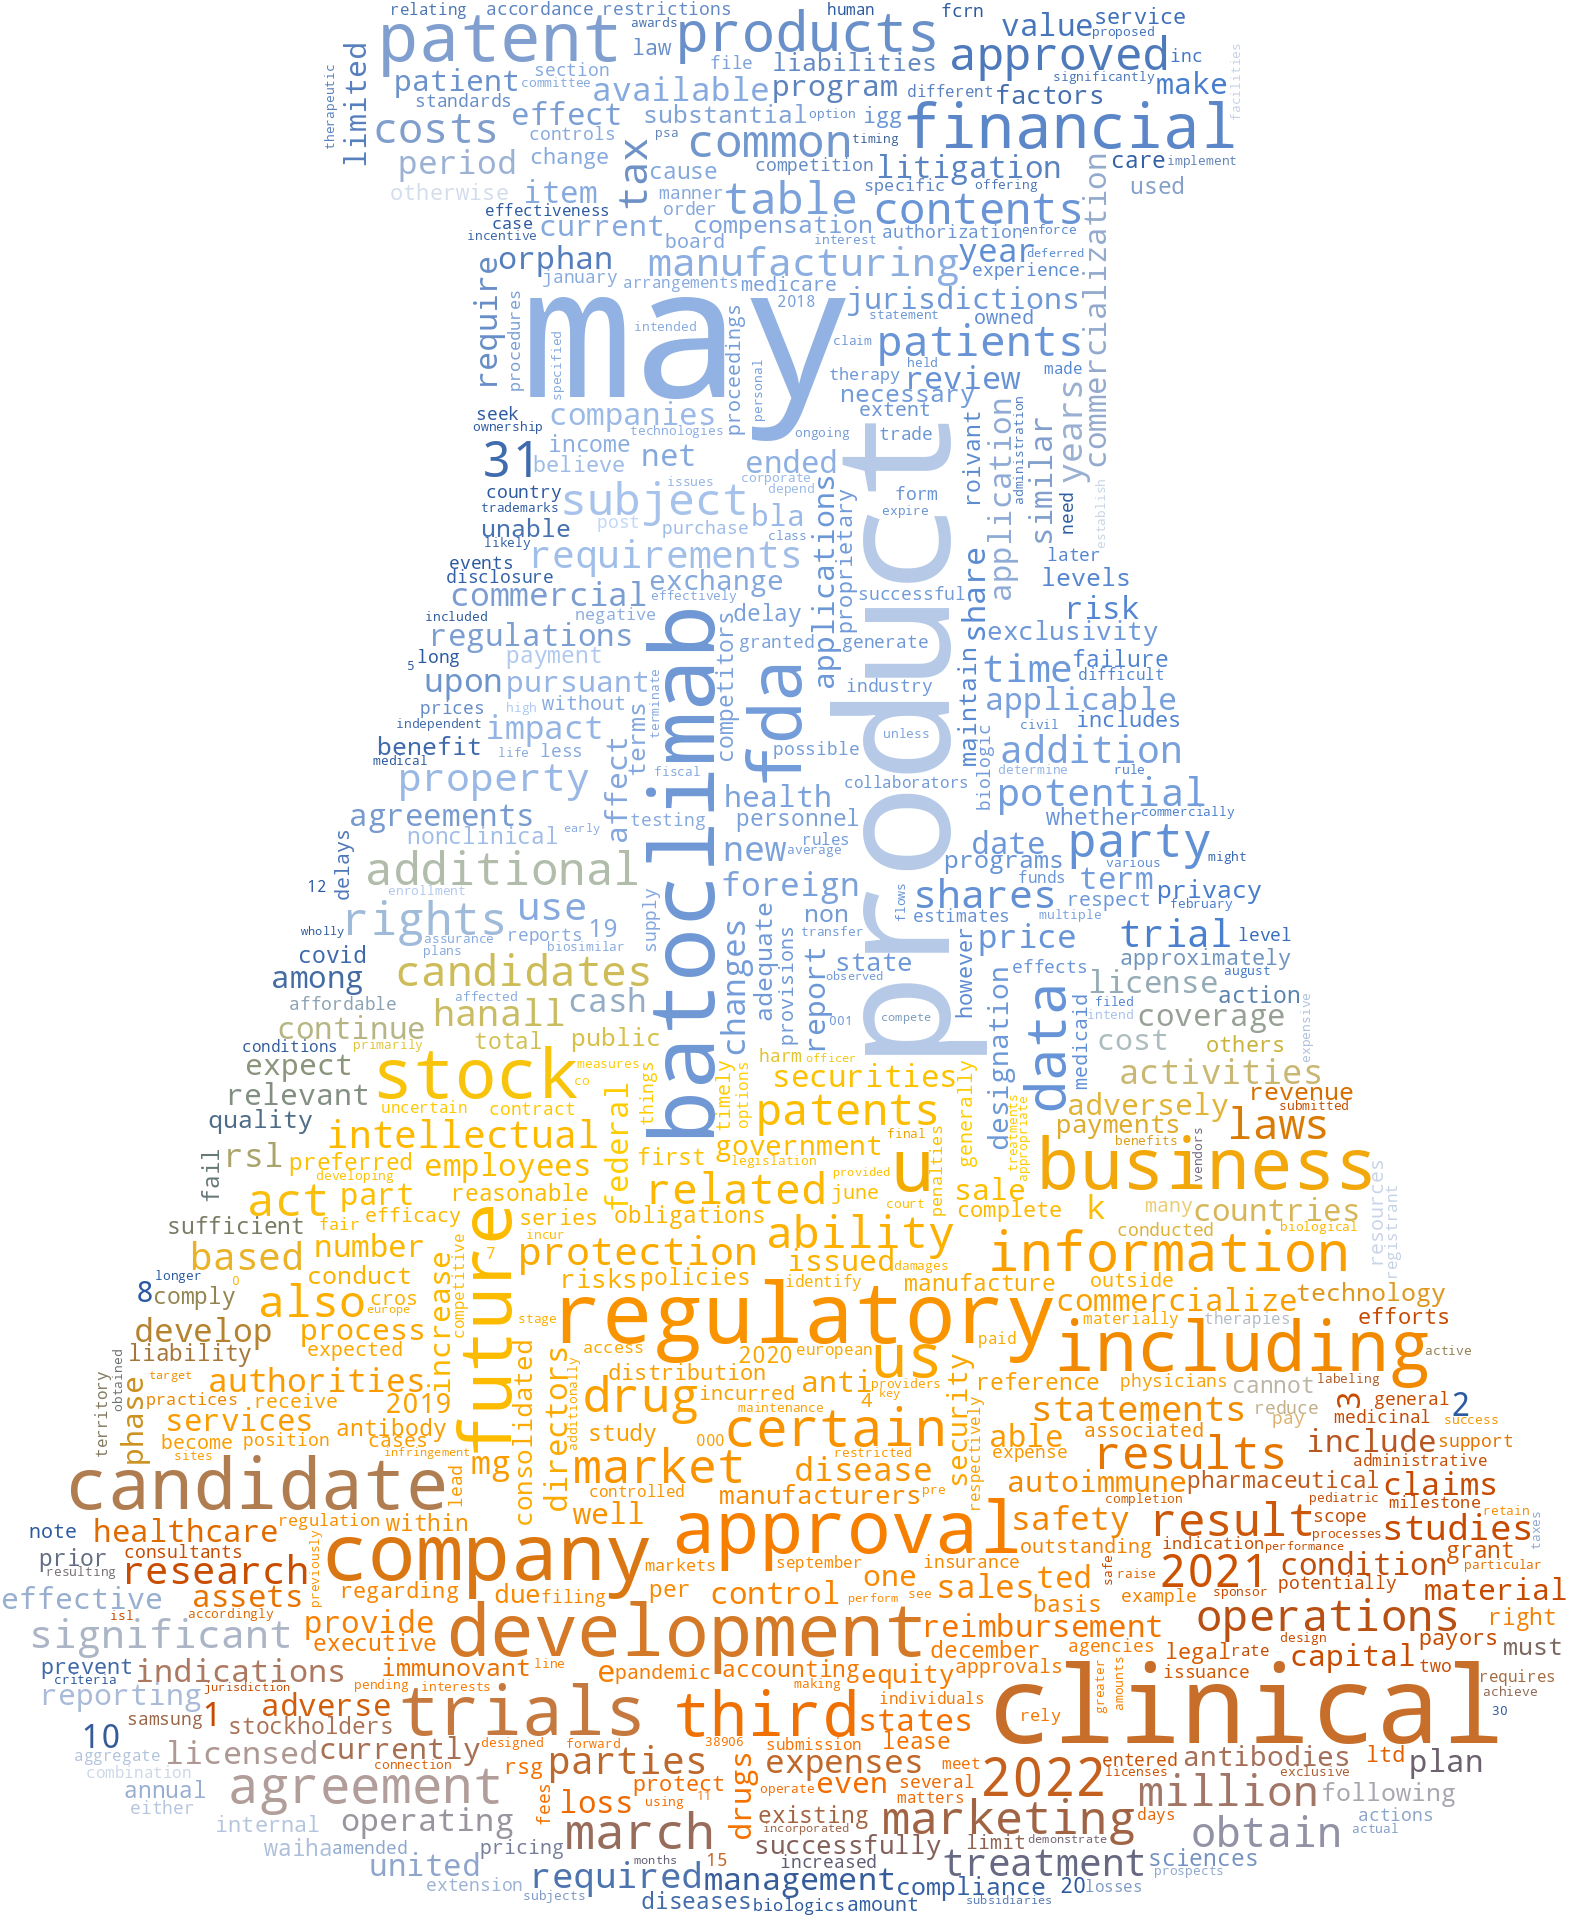 relating accordance restrictions human fcrn
patent awards products value service proposed
limited law approved inc
patient section committee file liabilities significantly make facilities
therapeutic standards available program different factors
effect substantial option igg financial
costs controls psa common timing
period change tax cause competition litigation care implement
otherwise item manner table specific offering used
effectiveness order contents commercialization
case current compensation authorization enforce
incentive board interest year deferred
orphan manufacturing experience
require january arrangements medicare jurisdictions
procedures may intended 2018 statement owned
specified proceedings claim patients
personal therapy held review made
seek companies necessary years
ownership technologies ongoing extent
31 income net trade application administration similar
believe ended roivant
country issues corporate depend form
trademarks subject applications proprietary expire need establish
unable post purchase bla class
likely requirements later
events disclosure exchange share levels
commercial effectively successful
included negative delay risk
regulations competitors granted generate exclusivity
5 long payment fda product maintain time failure
upon pursuant batoclimab industry difficult
prices high without terminate applicable
independent impact terms unless civil includes
benefit life less possible biologic addition
medical affect fiscal collaborators determine rule
property health potential
agreements testing personnel whether commercially
nonclinical early rules date party
delays additional new average programs various might
12 enrollment foreign funds term privacy
rights use supply flows shares respect february
wholly assurance reports 19 non estimates multiple
plans biosimilar adequate transfer price trial level
covid changes provisions state however effects approximately
among candidates report observed designation license august
affordable affected cash filed action
continue hanall 001 compete data intend coverage expensive
conditions primarily total public harm officer medicaid cost others
expect stock measures securities generally activities
relevant co things timely options revenue
quality uncertain contract patents treatments appropriate adversely submitted
intellectual federal government final payments laws
rsl preferred employees first legislation penalties benefits vendors
fail developing provided u business
act part reasonable related june sale resources
efficacy court complete k many countries registrant
sufficient fair series obligations conducted biological
based number future incur ability
7 protection issued damages information
8 longer 0 conduct risks policies identify manufacture outside
comply also cros competitive technology
europe increase regulatory commercialize
develop process stage materially therapies efforts
liability expected access paid including active
target 2020 european us
obtained authorities consolidated directors distribution security reference physicians cannot labeling
territory phase practices receive 2019 additionally drug incurred anti providers reduce 3 general 2
services maintenance key 4 respectively statements pay medicinal
become position cases antibody study 000 certain able associated success
sites infringement restricted expense include support
mg market disease results administrative
candidate lead controlled autoimmune pharmaceutical claims
well manufacturers pre completion pediatric milestone
note healthcare regulation within safety scope retain
prior consultants previously company approval outstanding result processes studies taxes
resulting research markets september insurance indication performance grant
due one ted safe raise 2021 condition particular
effective assets regarding filing per control perform see sales potentially
isl accordingly basis example sponsor material
significant provide development reimbursement operations right
executive december agencies design payors
prevent immunovant line legal rate must
criteria indications e pandemic accounting equity approvals issuance capital two
jurisdiction pending interests making requires
reporting trials third individuals greater amounts clinical achieve
samsung 1 adverse states rely 30
10 stockholders 38906
designed forward submission lease
aggregate licensed currently parties expenses entered antibodies ltd plan
combination connection rsg meet licenses exclusive
annual agreement protect operate even several 2022 million following
either fees using 11 drugs matters
internal loss existing days actions
operating march incorporated marketing obtain actual
waiha amended pricing successfully limit demonstrate
united months 15 increased treatment sciences
extension required management compliance 20 losses prospects
subjects
diseases biologics amount subsidiaries